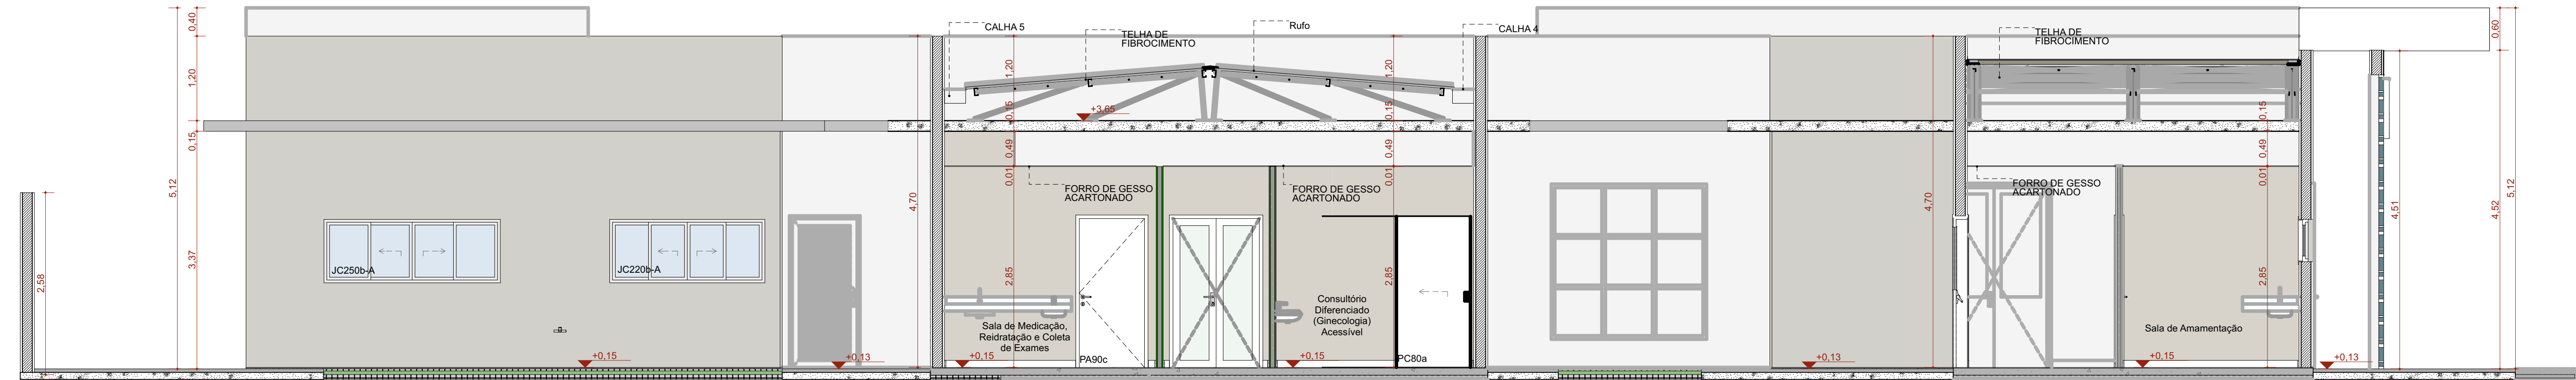 0,40
1,20
0,15
5,12
3,37
2,58
JC250b-A
JC220b-A
+0,15
+0,13
4,70
CALHA 5
TELHA DE
FIBROCIMENTO
Rufo
CALHA 4
1,20
0,15
+3,65
0,49
0,01
FORRO DE GESSO
ACARTONADO
2,85
Sala de Medicação,
Reidratação e Coleta
de Exames
+0,15
PA90c
1,20
0,15
0,49
0,01
FORRO DE GESSO
ACARTONADO
2,85
Consultório
Diferenciado
(Ginecologia)
Acessível
+0,15
PC80a
+0,13
4,70
TELHA DE
FIBROCIMENTO
0,15
0,49
0,01
FORRO DE GESSO
ACARTONADO
2,85
Sala de Amamentação
+0,15
+0,13
4,51
0,60
4,52
5,12